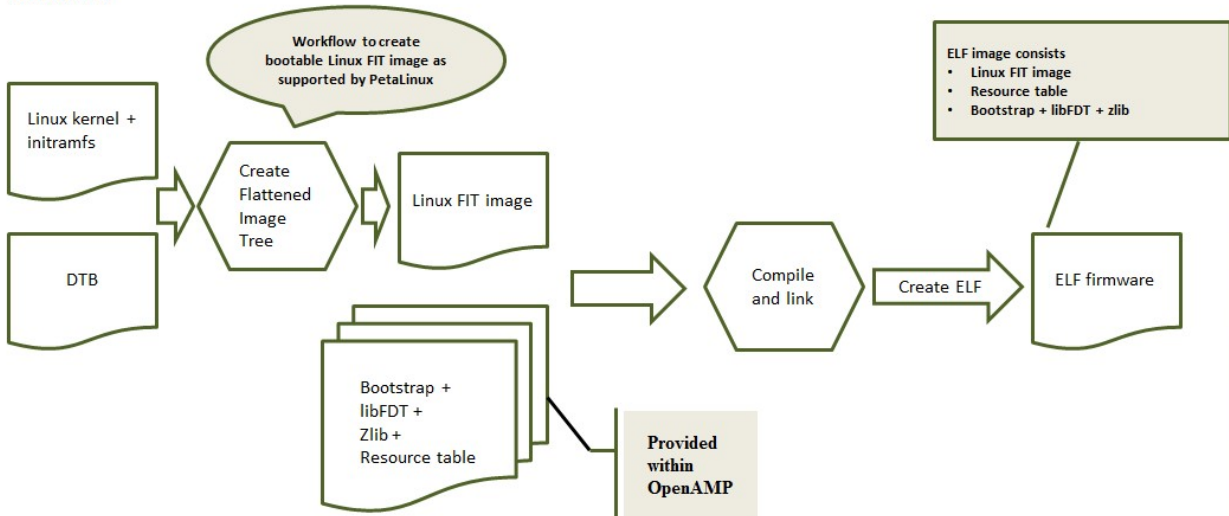 Workflow to create
bootable Linux FIT image as
supported by PetaLinux
ELF image consists
• Linux FIT image
• Resource table
• Bootstrap + libFDT + zlib
Linux kernel +
initramfs
DTB
Create
Flattened
Image
Tree
Linux FIT image
Bootstrap +
libFDT +
Zlib +
Resource table
Provided
within
OpenAMP
Compile
and link
Create ELF
ELF firmware